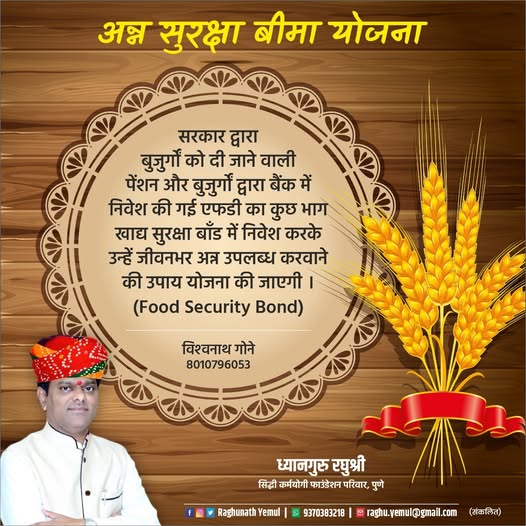 अन्न सुरक्षा बीमा योजना
सरकार द्वारा
बुजुर्गों को दी जाने वाली
पेंशन और बुजुर्गों द्वारा बैंक में
निवेश की गई एफडी का कुछ भाग
खाद्य सुरक्षा बाँड में निवेश करके
उन्हें जीवनभर अन्न उपलब्ध करवाने
की उपाय योजना की जाएगी ।
(Food Security Bond)
विश्वनाथ गोने
8010796053
ध्यानगुरु रघुश्री
सिद्धी कर्मयोगी फाउंडेशन परिवार, पुणे
Raghunath Yemul | 9370383218 | raghu.yemul@gmail.com (संकलित)